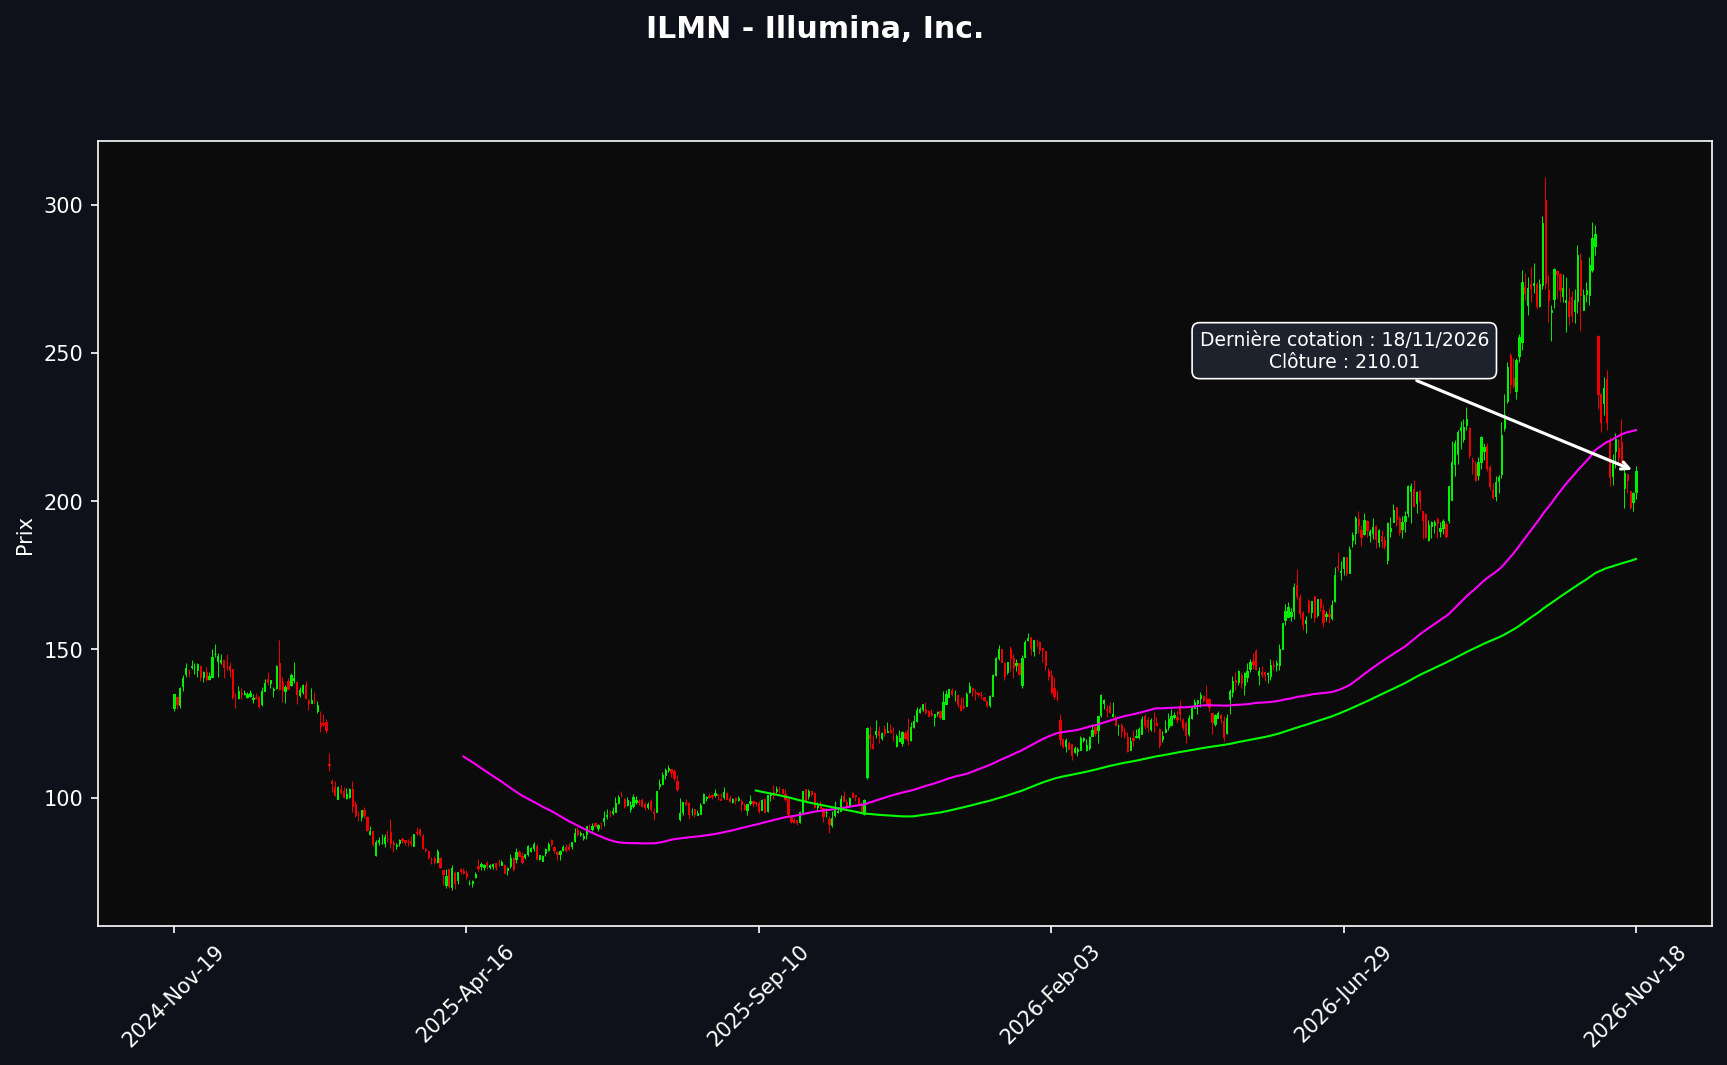 ILMN - Illumina, Inc.
Prix
300
250
200
150
100
Dernière cotation : 18/11/2026
Clôture : 210.01
2024-Nov-19
2025-Apr-16
2025-Sep-10
2026-Feb-03
2026-Jun-29
2026-Nov-18